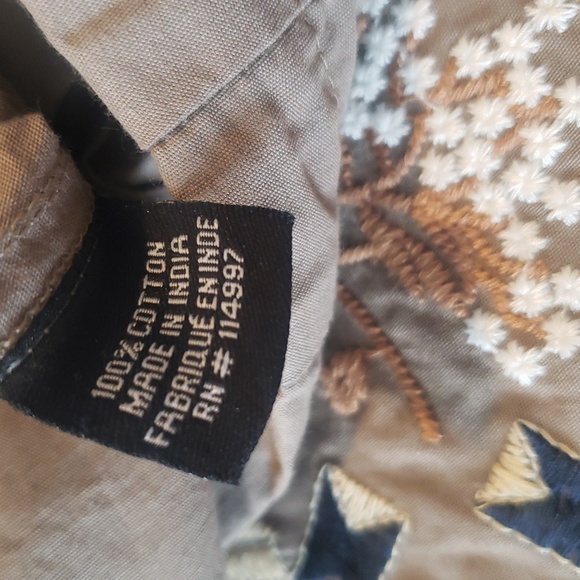 100% COTTON
MADE IN INDIA
FABRIQUÉ EN INDE
RN # 114997